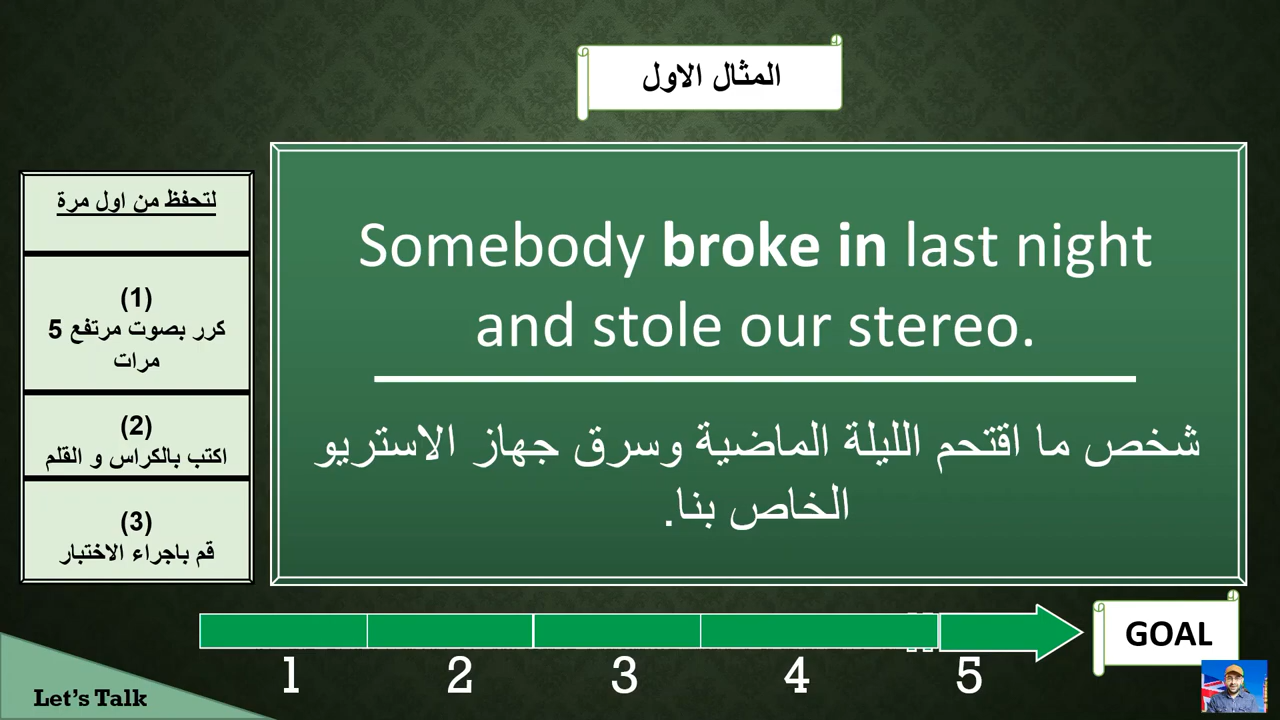 المثال الاول
لتحفظ من اول مرة
(1)
كرر بصوت مرتفع 5
مرات
(2)
اكتب بالكراس و القلم
(3)
قم باجراء الاختبار
Somebody broke in last night
and stole our stereo.
شخص ما اقتحم الليلة الماضية وسرق جهاز الاستريو
الخاص بنا.
1 2 3 4 5
GOAL
Let's Talk